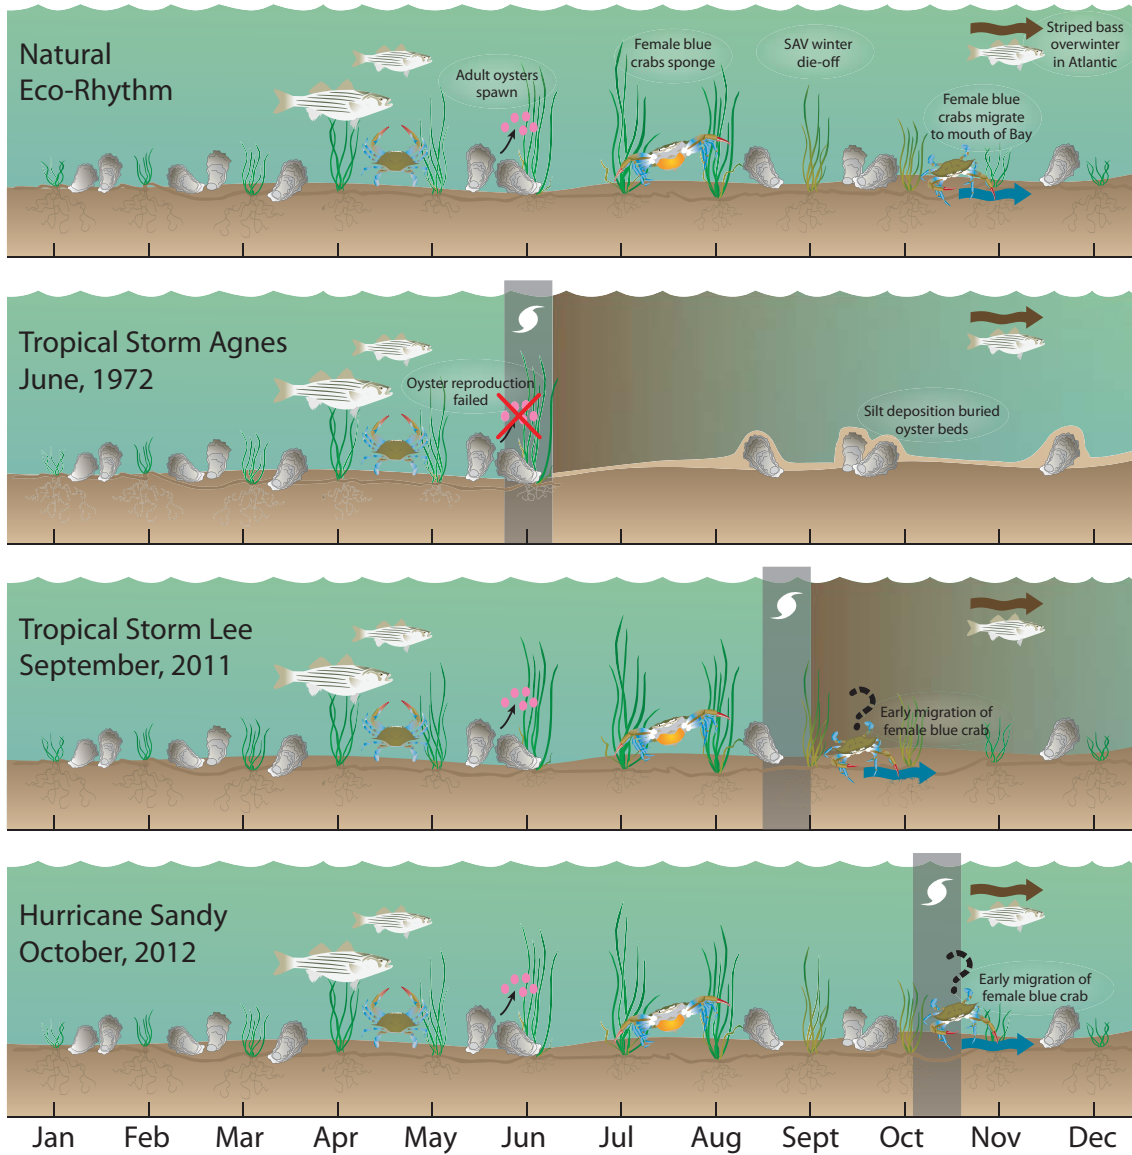 Natural
Eco-Rhythm
Adult oysters
spawn
Female blue
crabs sponge
SAV winter
die-off
Striped bass
overwinter
in Atlantic
Female blue
crabs migrate
to mouth of Bay
Tropical Storm Agnes
June, 1972
Oyster reproduction
failed
Silt deposition buried
oyster beds
Tropical Storm Lee
September, 2011
?
Early migration of
female blue crab
Hurricane Sandy
October, 2012
?
Early migration of
female blue crab
Jan Feb Mar Apr May Jun Jul Aug Sept Oct Nov Dec